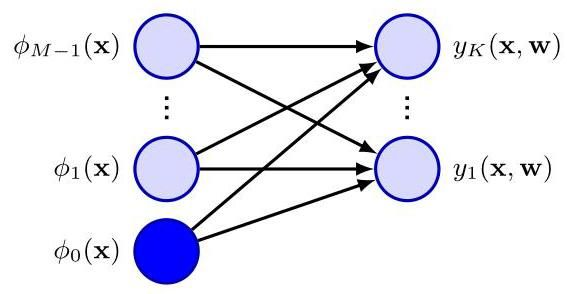 ϕ_{M−1}(𝐱) y_K(𝐱, 𝐰)
⋮ ⋮
ϕ_1(𝐱) y_1(𝐱, 𝐰)
ϕ_0(𝐱)